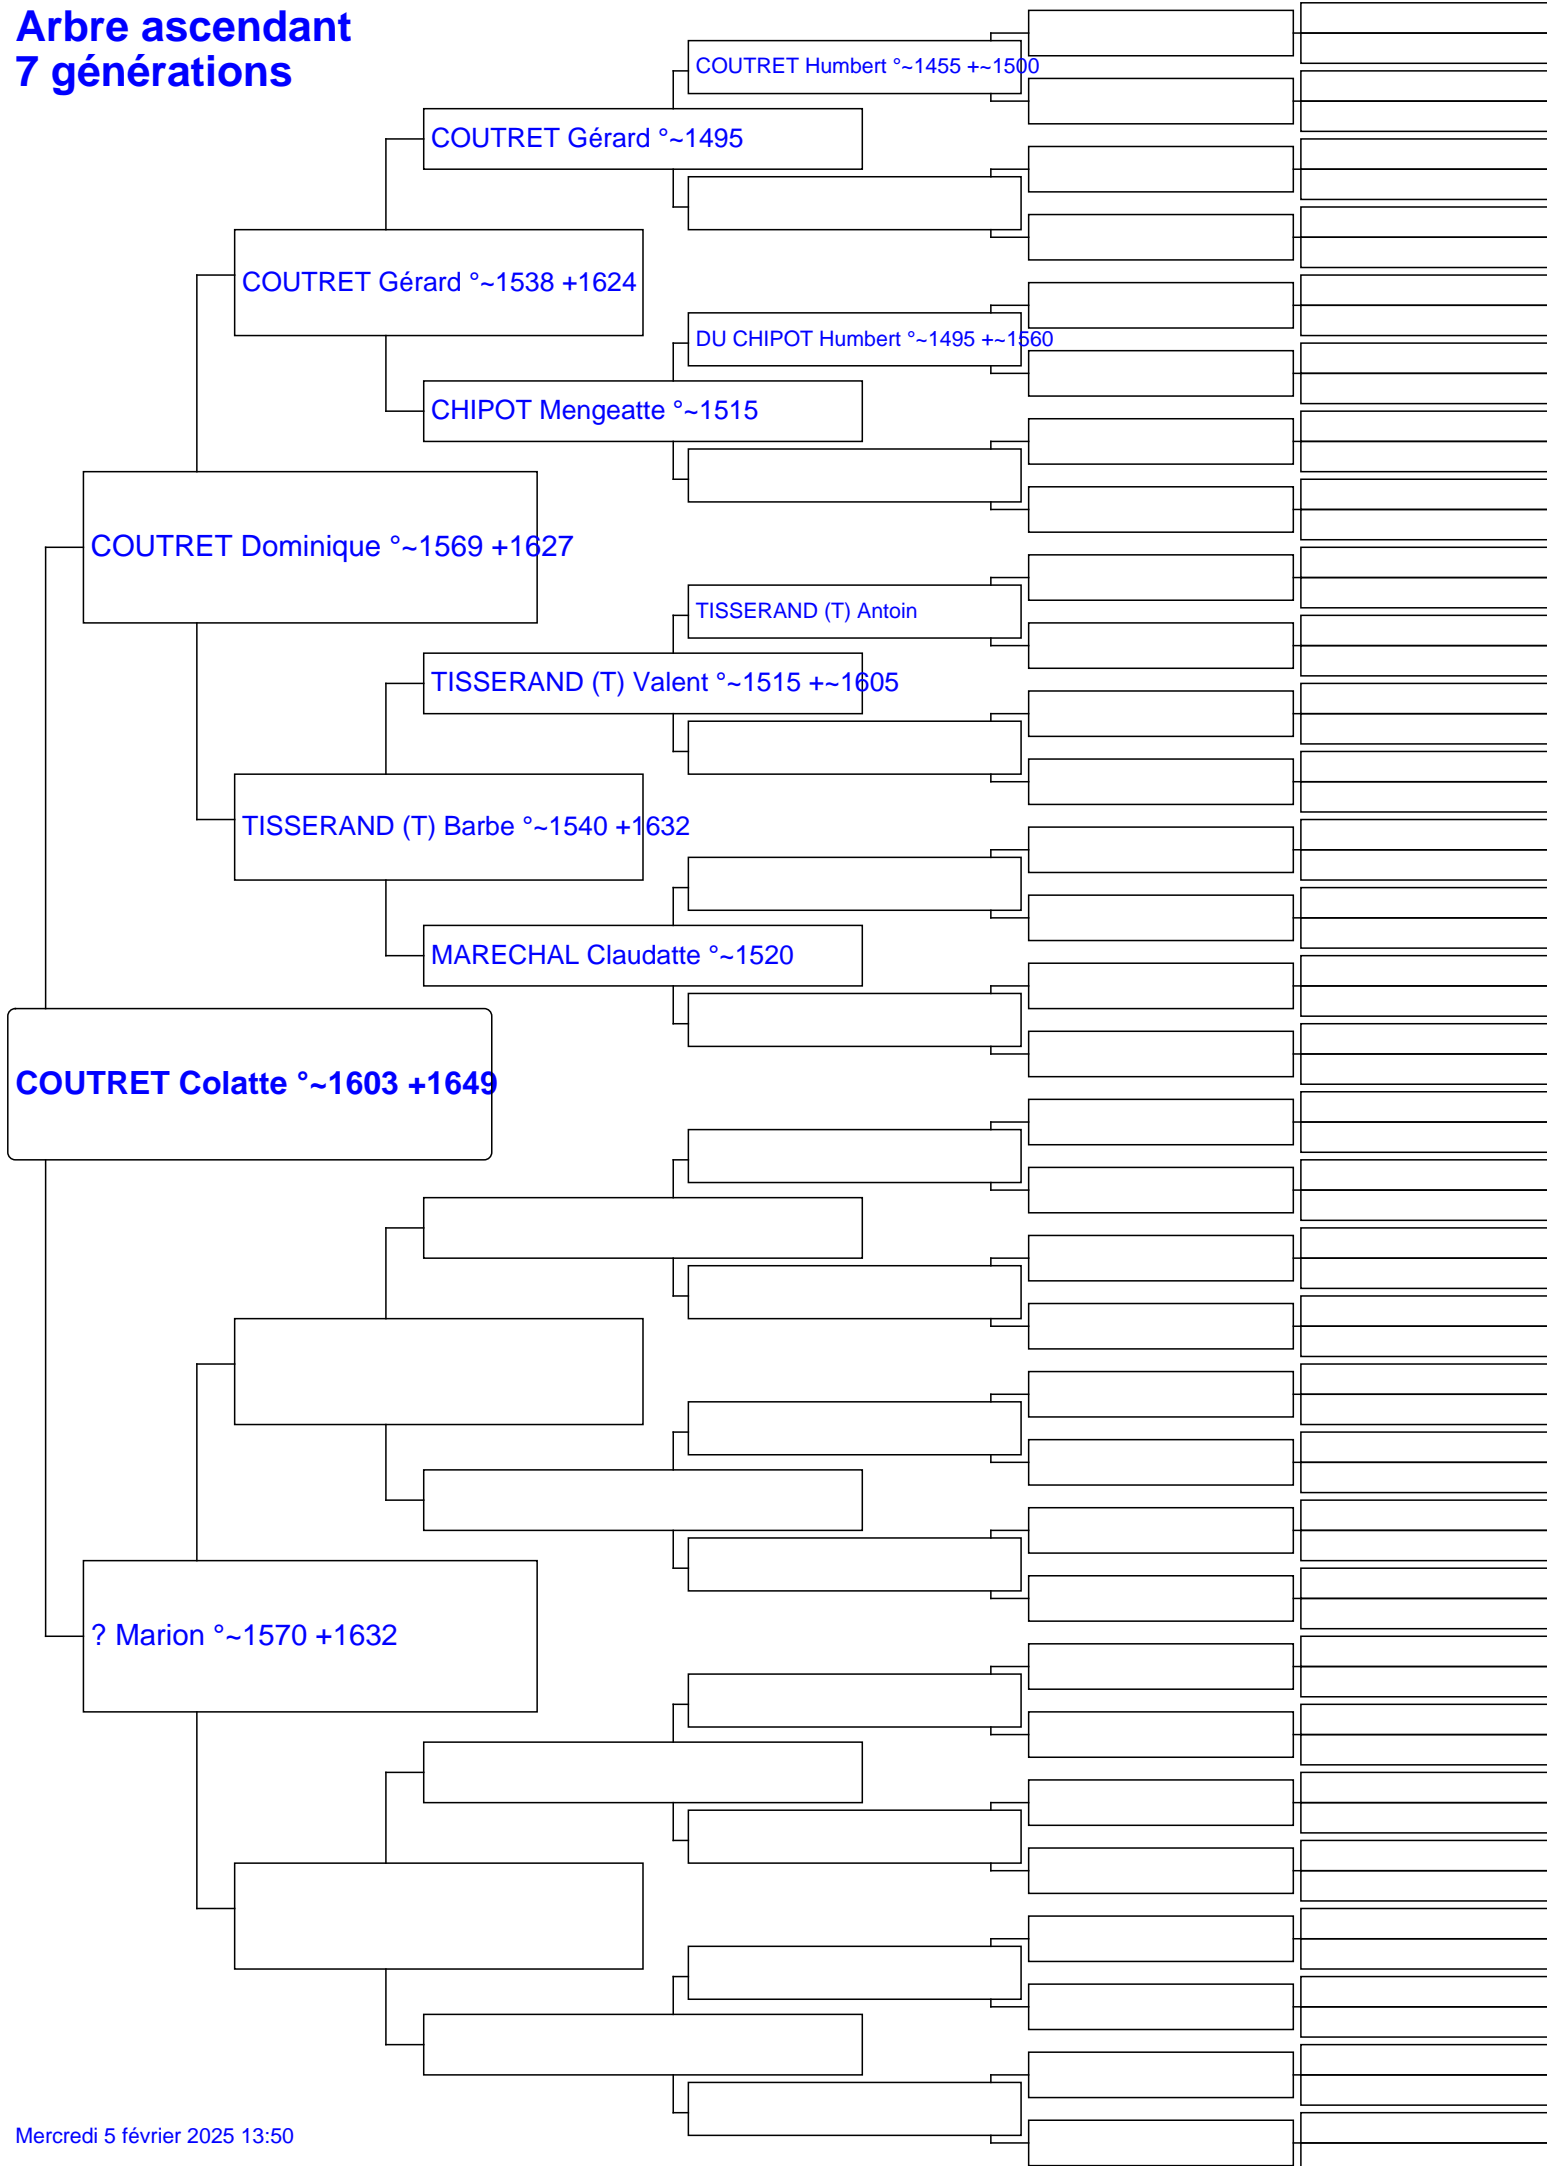 Arbre ascendant
7 générations
COUTRET Humbert °~1455 +~1500
COUTRET Gérard °~1495
COUTRET Gérard °~1538 +1624
DU CHIPOT Humbert °~1495 +~1560
CHIPOT Mengeatte °~1515
COUTRET Dominique °~1569 +1627
TISSERAND (T) Antoin
TISSERAND (T) Valent °~1515 +~1605
TISSERAND (T) Barbe °~1540 +1632
MARECHAL Claudatte °~1520
COUTRET Colatte °~1603 +1649
? Marion °~1570 +1632
Mercredi 5 février 2025 13:50